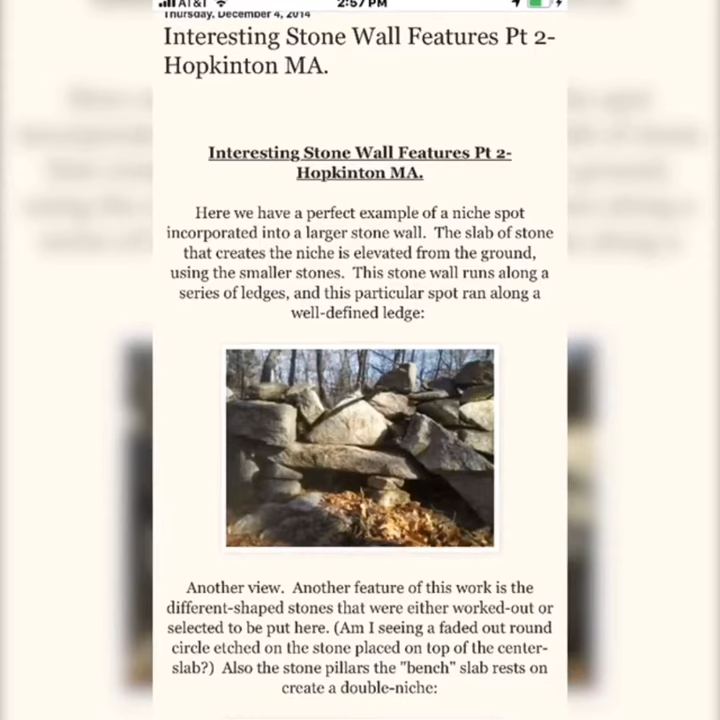 AT&T 2:57 PM
Thursday, December 4, 2014
Interesting Stone Wall Features Pt 2-
Hopkinton MA.
Interesting Stone Wall Features Pt 2-
Hopkinton MA.
Here we have a perfect example of a niche spot
incorporated into a larger stone wall.  The slab of stone
that creates the niche is elevated from the ground,
using the smaller stones.  This stone wall runs along a
series of ledges, and this particular spot ran along a
well-defined ledge:
Another view.  Another feature of this work is the
different-shaped stones that were either worked-out or
selected to be put here. (Am I seeing a faded out round
circle etched on the stone placed on top of the center-
slab?)  Also the stone pillars the "bench" slab rests on
create a double-niche: